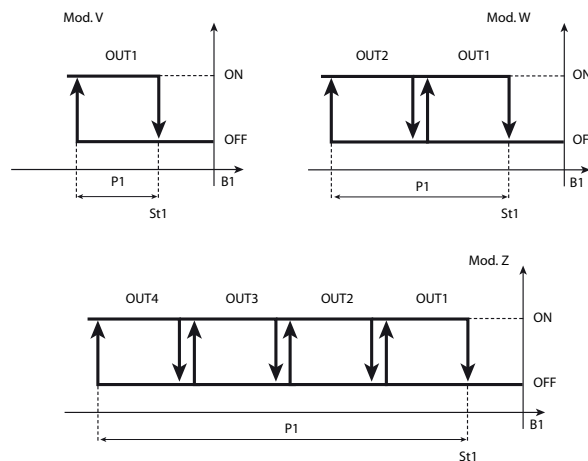 Mod. V
OUT1
ON
OFF
P1
B1
St1
Mod. W
OUT2
OUT1
ON
OF
P1
B1
St1
Mod. Z
OUT4
OUT3
OUT2
OUT1
ON
OFF
P1
B1
St1